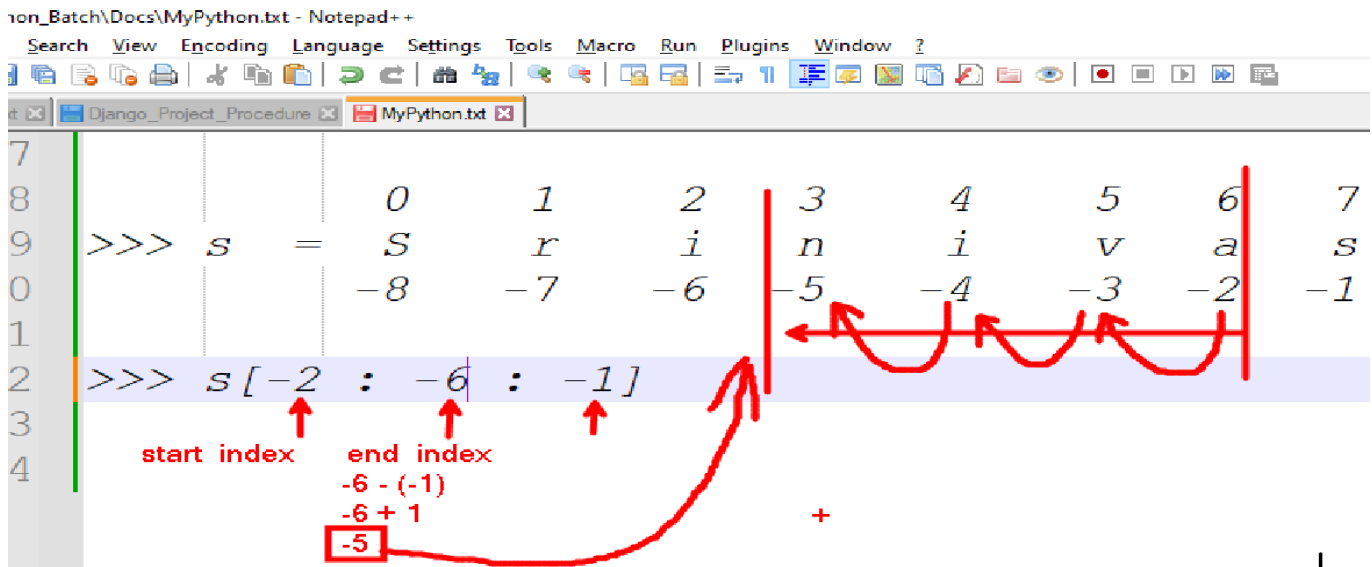 non_Batch\Docs\MyPython.txt - Notepad++
Search View Encoding Language Settings Tools Macro Run Plugins Window ?
xt Django_Project_Procedure MyPython.txt
7
8 0 1 2 3 4 5 6 7
9 >>> s = S r i n i v a s
0 -8 -7 -6 -5 -4 -3 -2 -1
1
2 >>> s[-2 : -6 : -1]
3
start index end index
4
-6 - (-1)
-6 + 1
+
-5